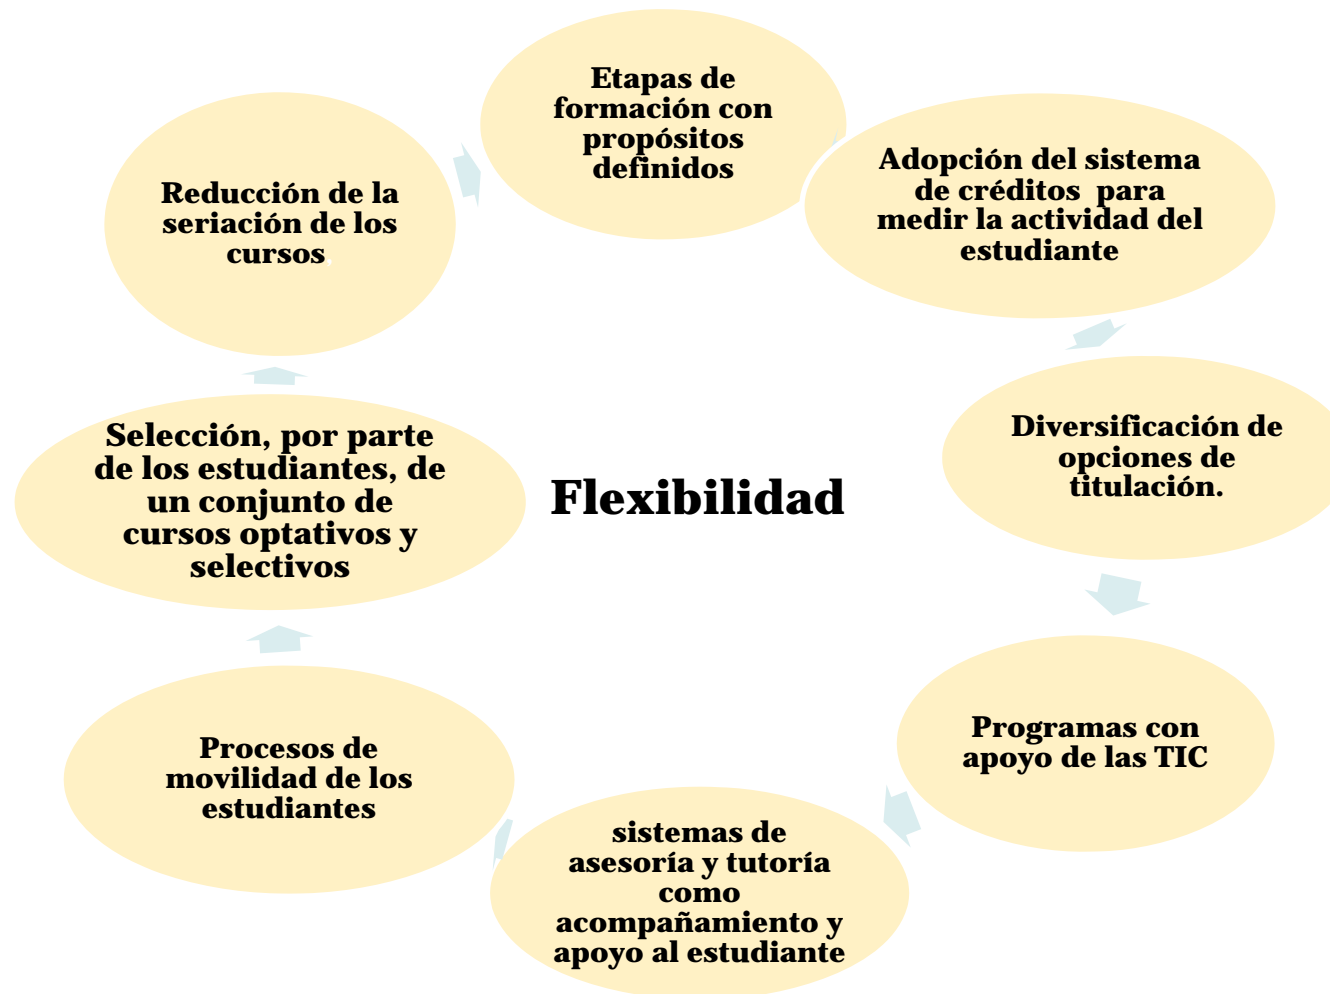 Etapas de
formación con
propósitos
definidos
Adopción del sistema
de créditos para
medir la actividad del
estudiante
Diversificación de
opciones de
titulación.
Programas con
apoyo de las TIC
sistemas de
asesoría y tutoría
como
acompañamiento y
apoyo al estudiante
Procesos de
movilidad de los
estudiantes
Selección, por parte
de los estudiantes, de
un conjunto de
cursos optativos y
selectivos
Reducción de la
seriación de los
cursos.
Flexibilidad